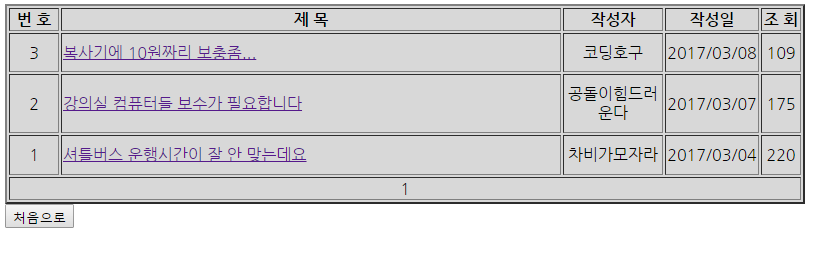 번 호 제 목 작성자 작성일 조 회
3 복사기에 10원짜리 보충좀... 코딩호구 2017/03/08 109
2 강의실 컴퓨터들 보수가 필요합니다 공돌이힘드러 2017/03/07 175
운다
1 셔틀버스 운행시간이 잘 안 맞는데요 차비가모자라 2017/03/04 220
1
처음으로